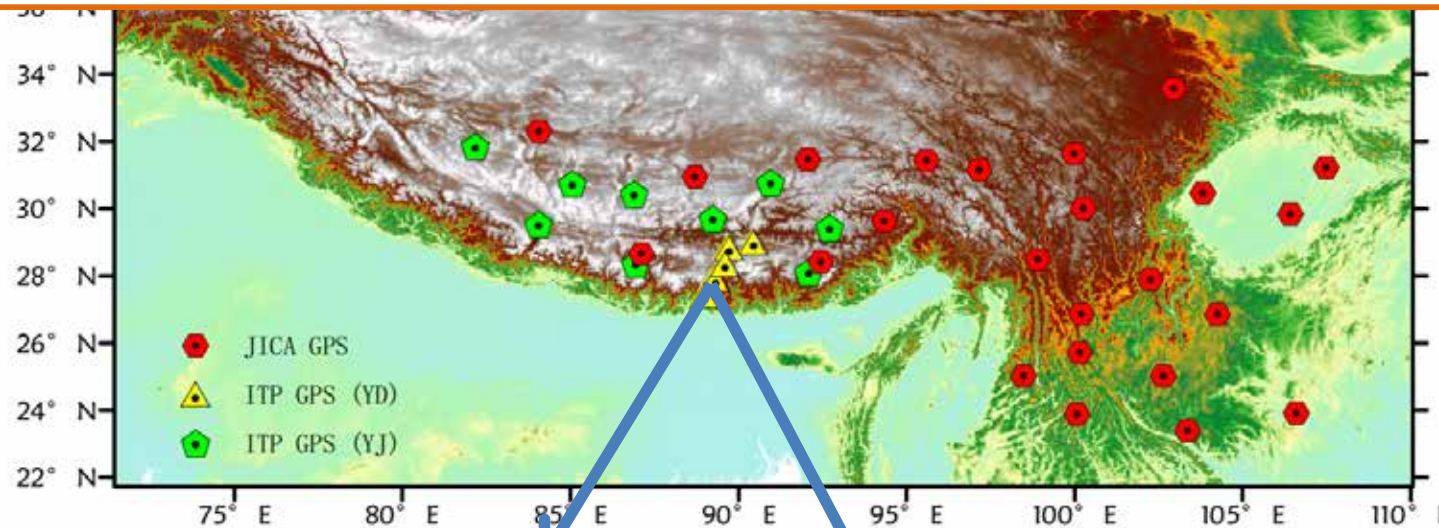 36° N
34° N
32° N
30° N
28° N
26° N
24° N
22° N
JICA GPS
ITP GPS (YD)
ITP GPS (YJ)
75° E
80° E
85° E
90° E
95° E
100° E
105° E
110°